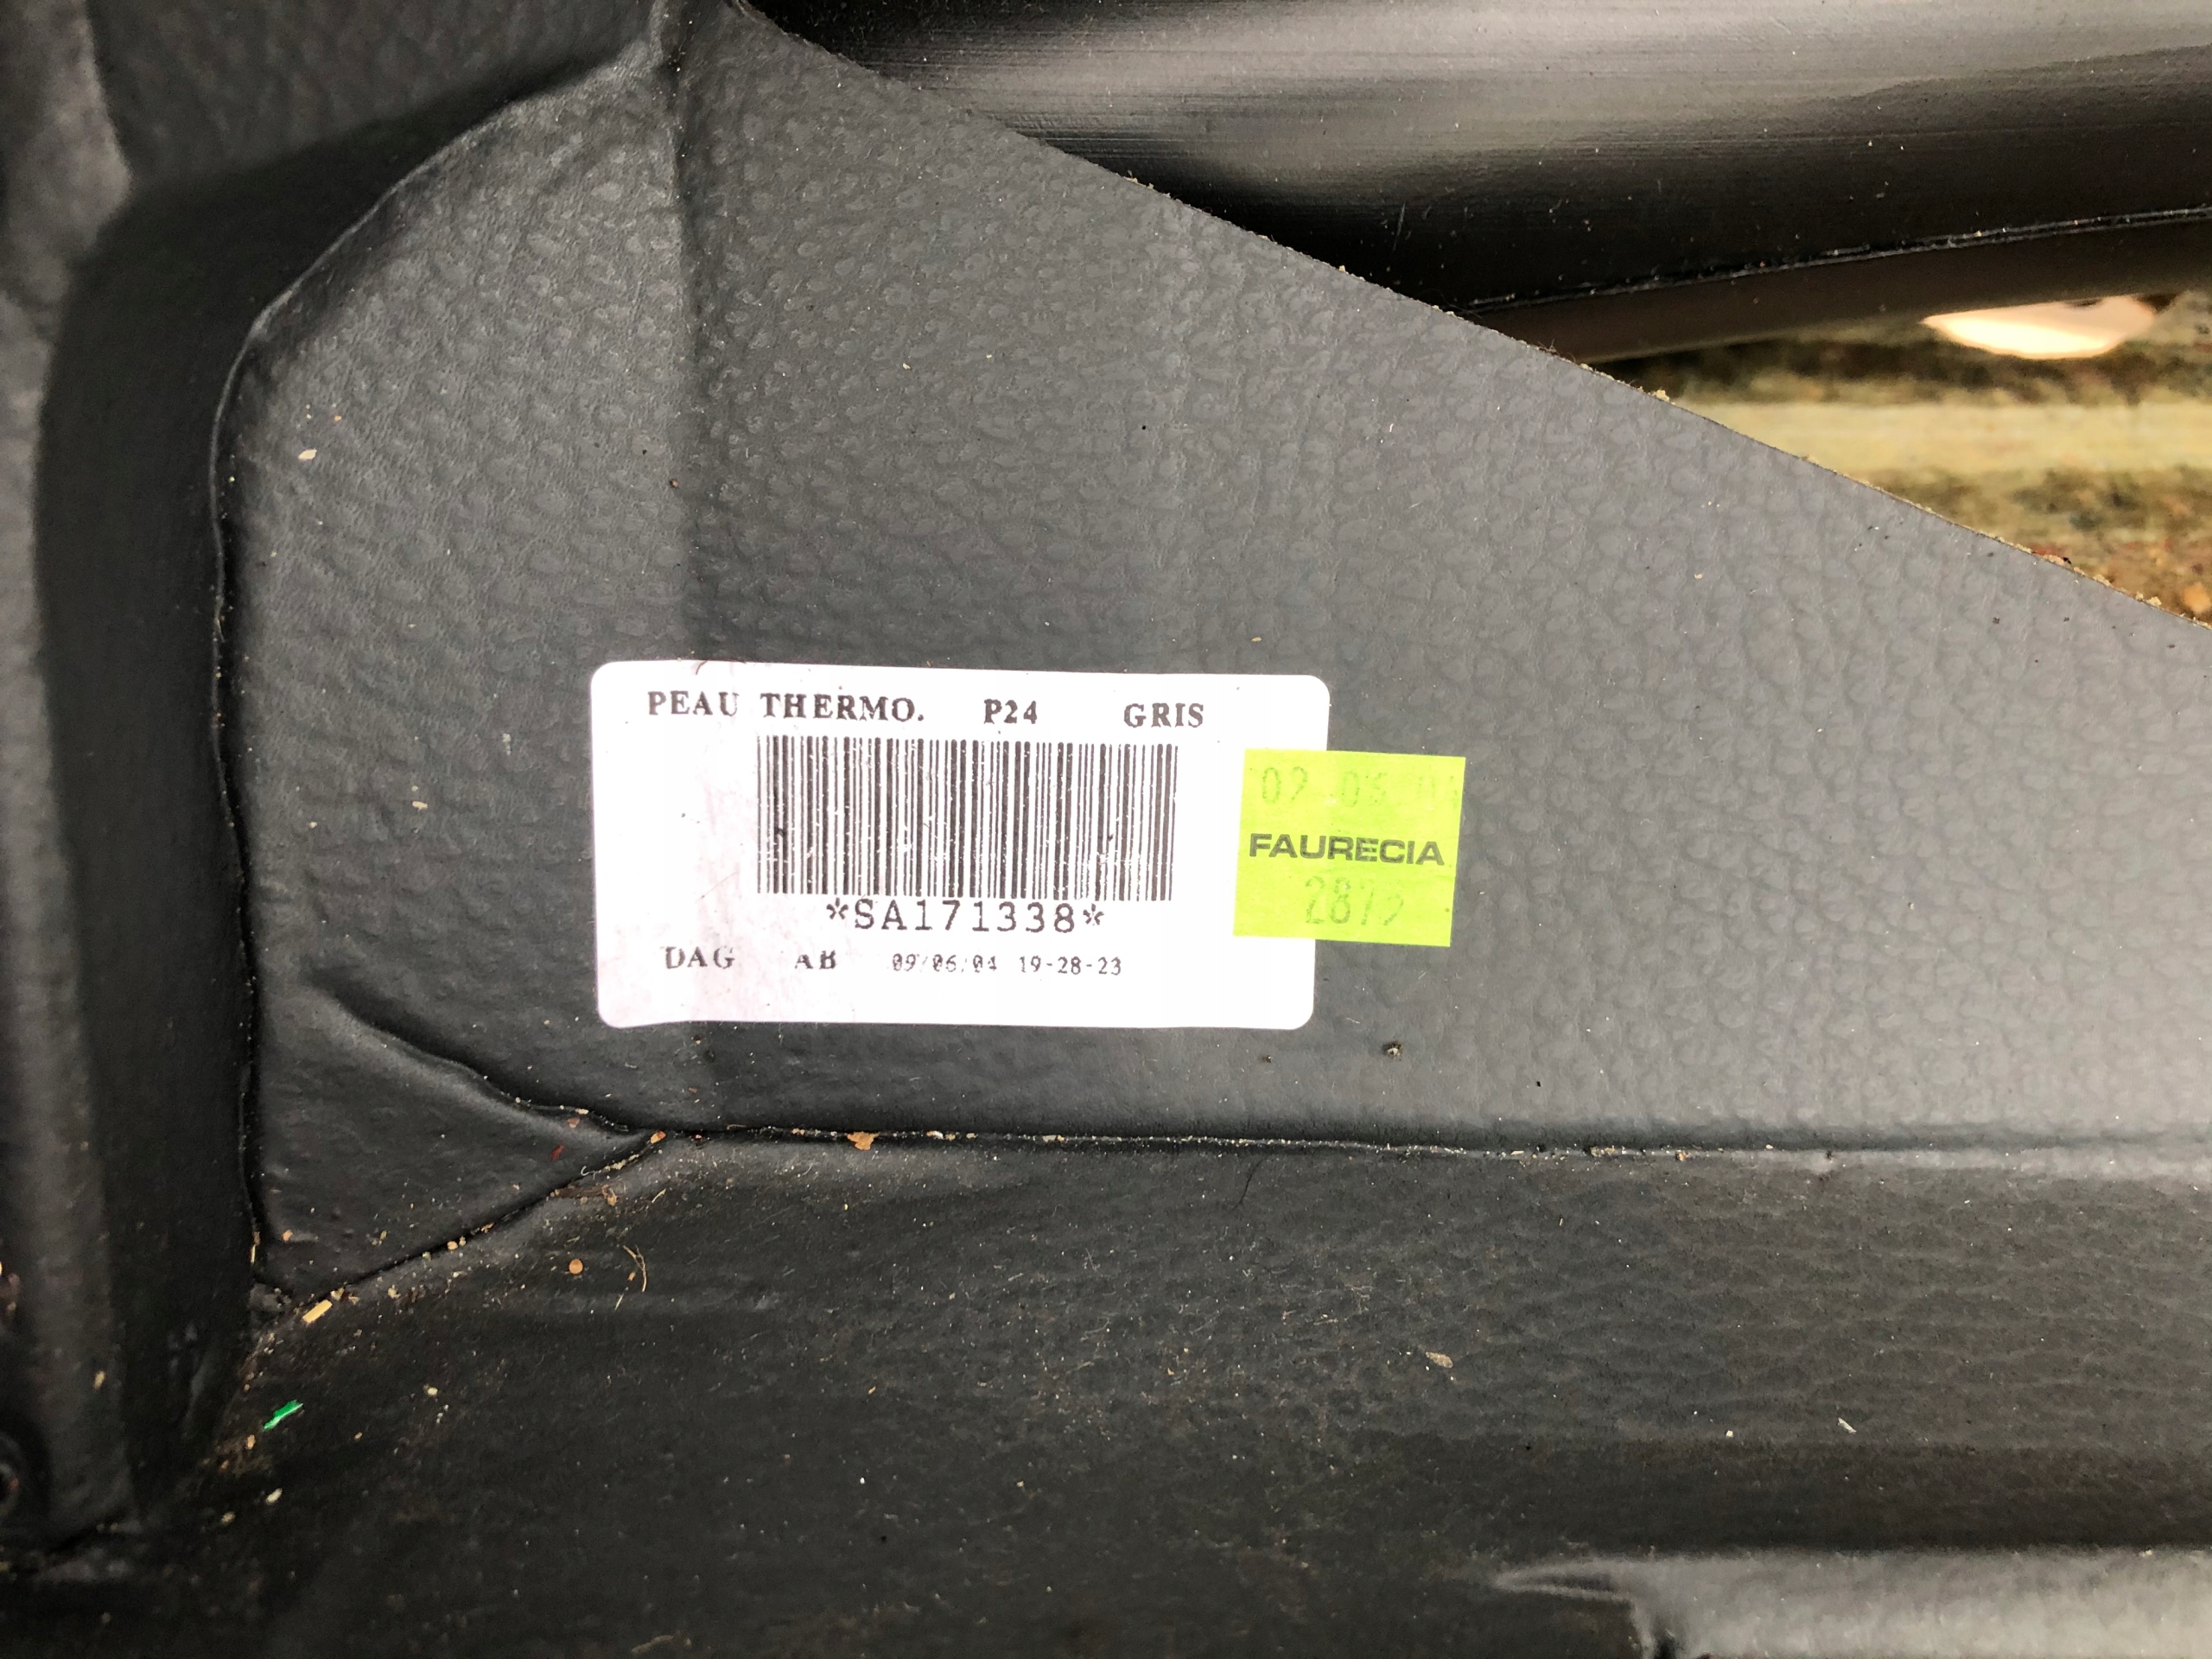 PEAU THERMO. P24 GRIS
*SA171338*
DAG AB 09/06/04 19-28-23
FAURECIA